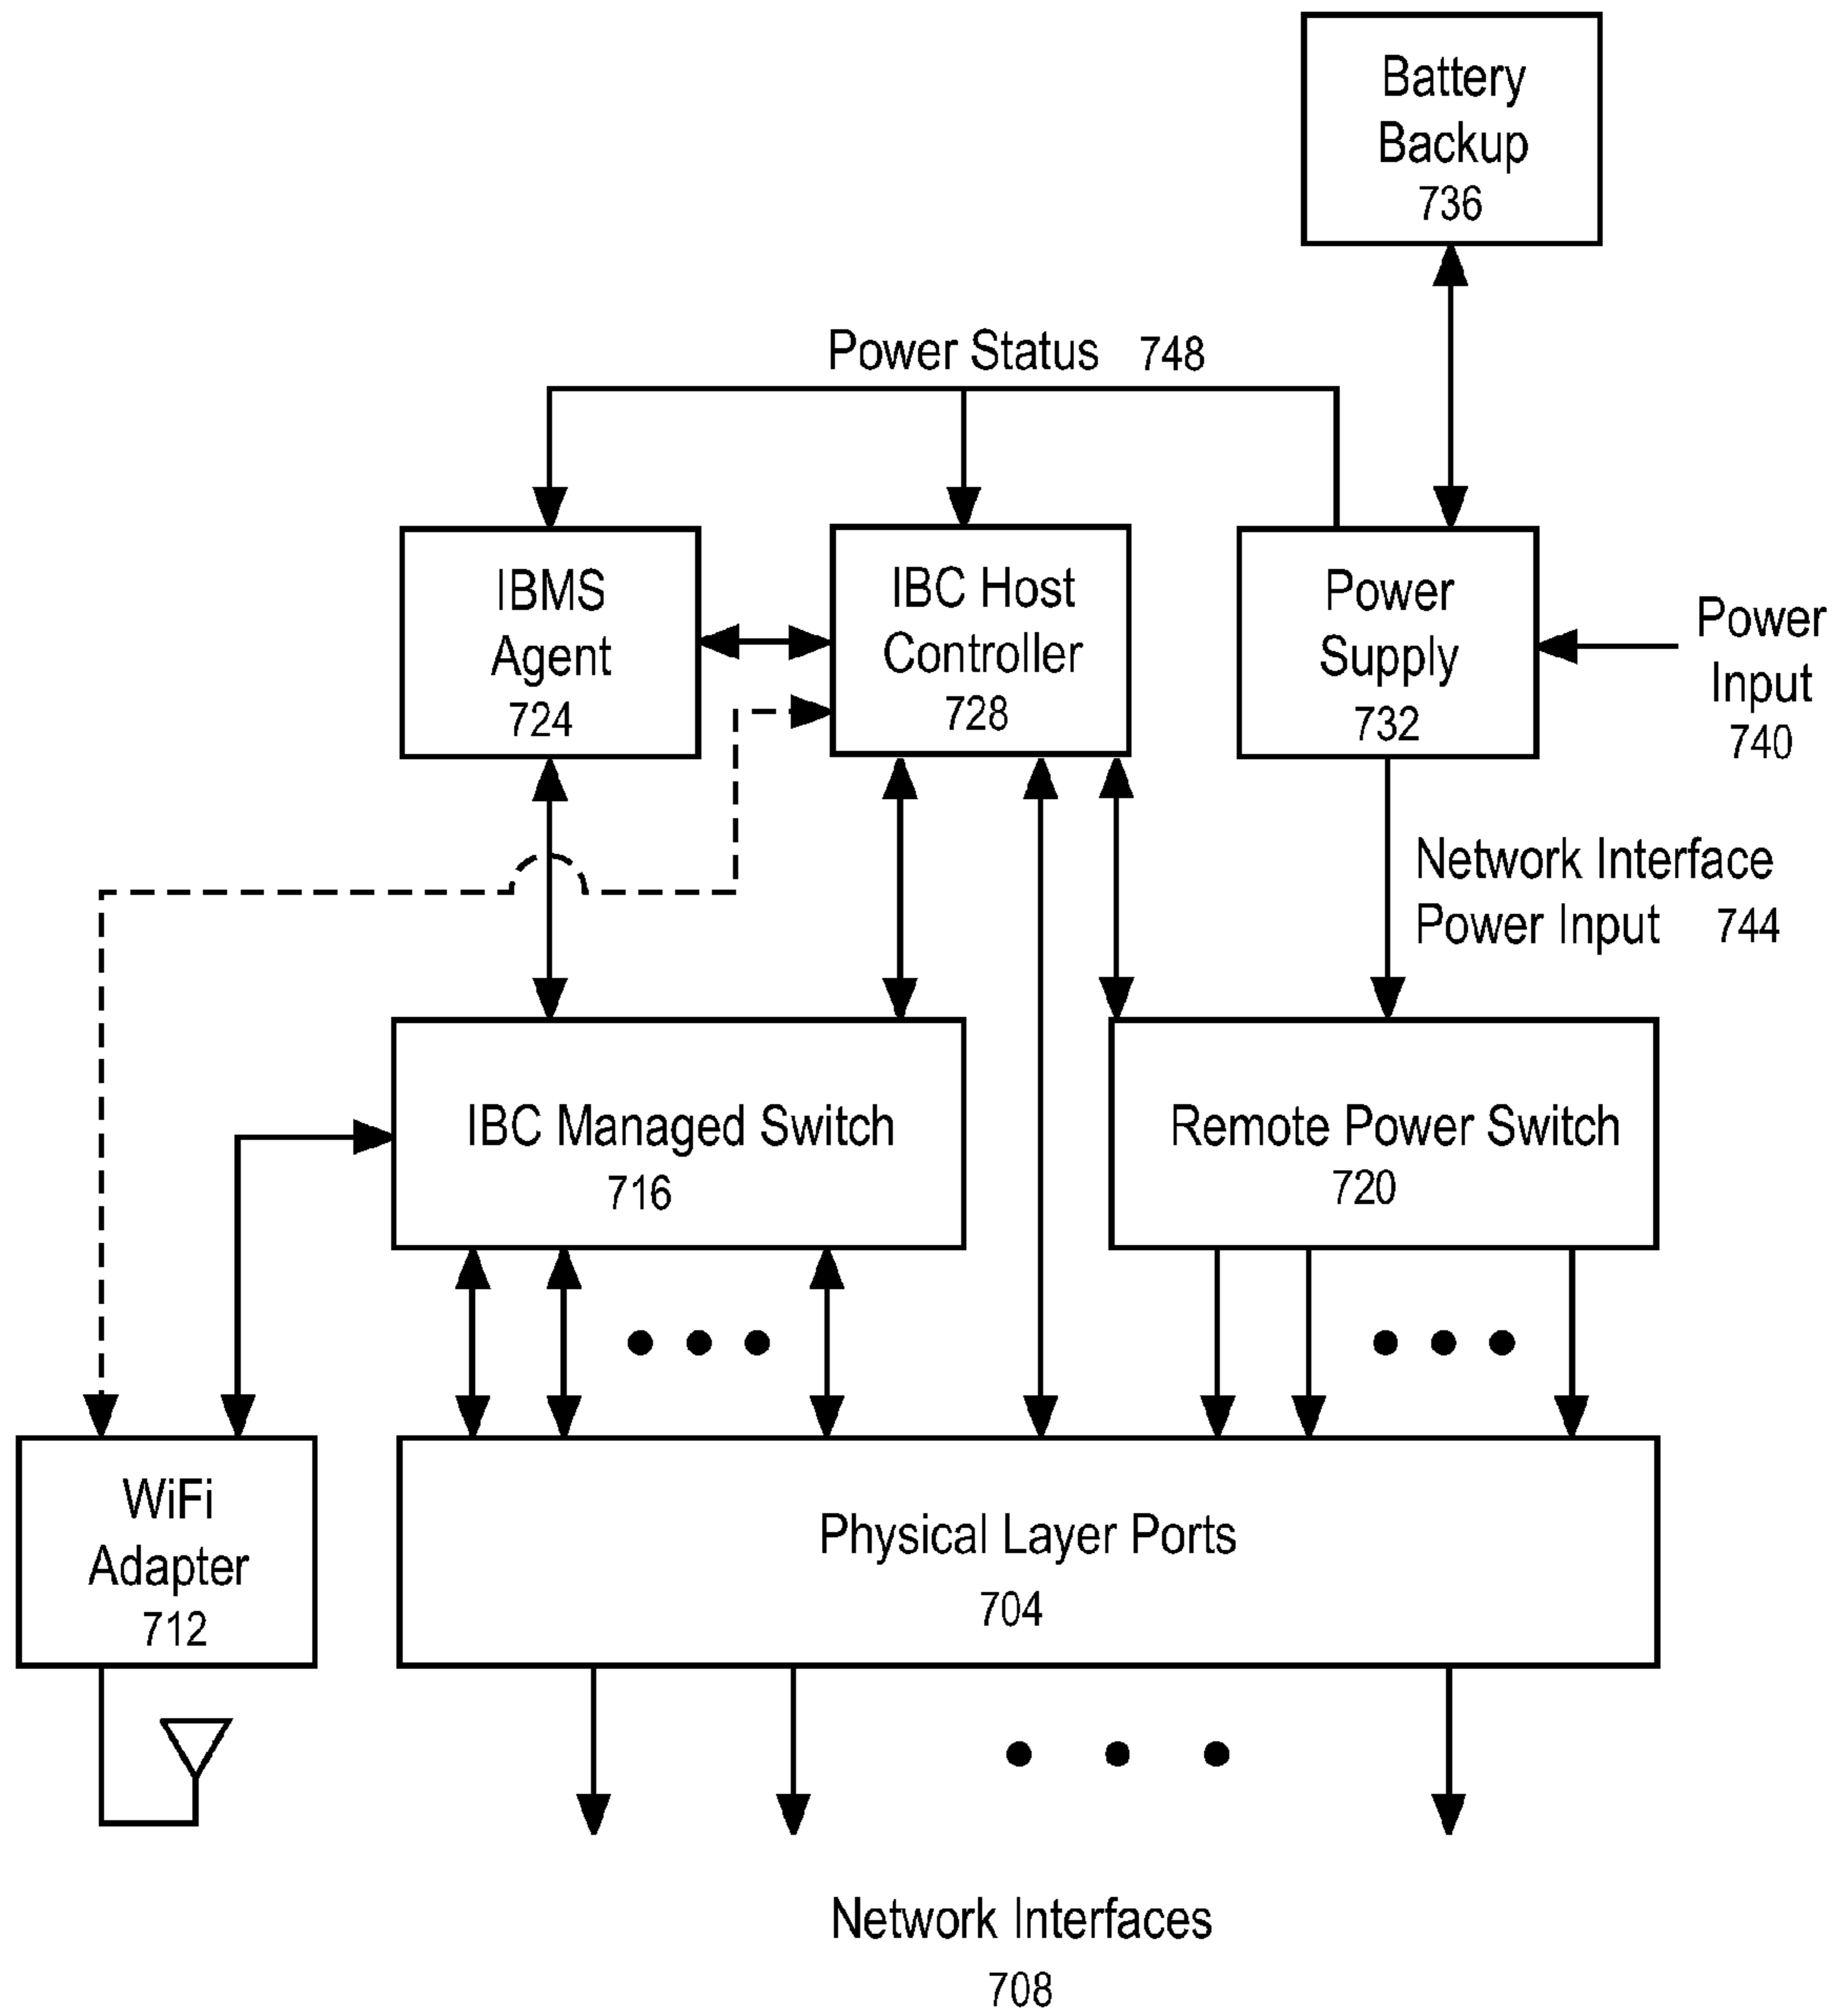 Battery
Backup
736
Power Status 748
IBMS
Agent
724
IBC Host
Controller
728
Power
Supply
732
Power
Input
740
Network Interface
Power Input 744
IBC Managed Switch
716
Remote Power Switch
720
WiFi
Adapter
712
Physical Layer Ports
704
Network Interfaces
708